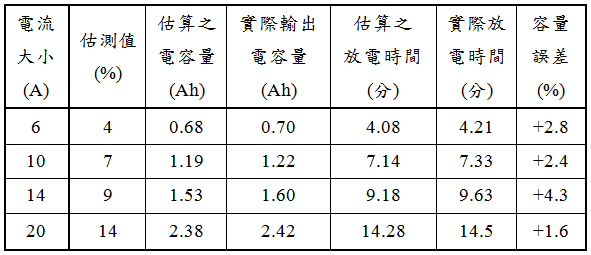 電流大小(A) 估測值(%) 估算之電容量(Ah) 實際輸出電容量(Ah) 估算之放電時間(分) 實際放電時間(分) 容量誤差(%)
6 4 0.68 0.70 4.08 4.21 +2.8
10 7 1.19 1.22 7.14 7.33 +2.4
14 9 1.53 1.60 9.18 9.63 +4.3
20 14 2.38 2.42 14.28 14.5 +1.6